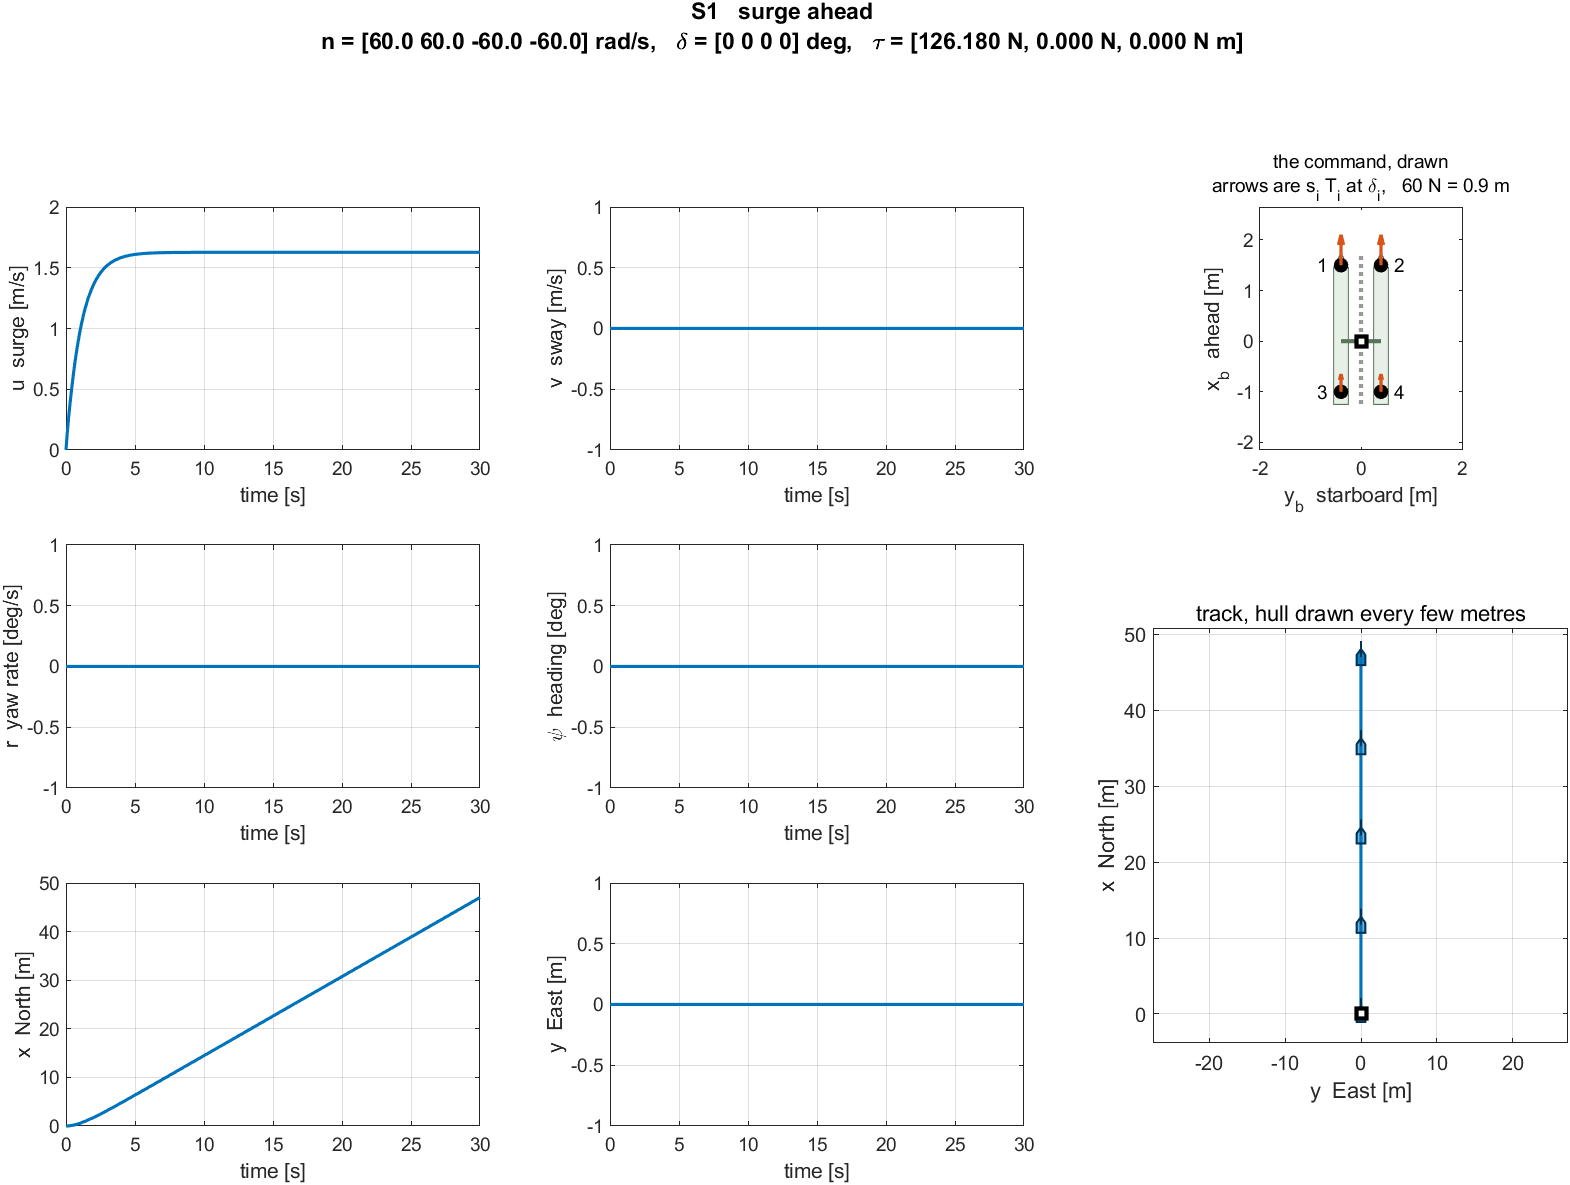 S1 surge ahead
n = [60.0 60.0 -60.0 -60.0] rad/s, δ = [0 0 0 0] deg, τ = [126.180 N, 0.000 N, 0.000 N m]
2
1.5
1
0.5
0
u surge [m/s]
0 5 10 15 20 25 30
time [s]
1
0.5
0
-0.5
-1
v sway [m/s]
0 5 10 15 20 25 30
time [s]
the command, drawn
arrows are s_i T_i at δ_i, 60 N = 0.9 m
2
1
0
-1
-2
x_b ahead [m]
1 2
3 4
-2 0 2
y_b starboard [m]
1
0.5
0
-0.5
-1
r yaw rate [deg/s]
0 5 10 15 20 25 30
time [s]
1
0.5
0
-0.5
-1
ψ heading [deg]
0 5 10 15 20 25 30
time [s]
track, hull drawn every few metres
50
40
30
20
10
0
x North [m]
-20 -10 0 10 20
y East [m]
50
40
30
20
10
0
x North [m]
0 5 10 15 20 25 30
time [s]
1
0.5
0
-0.5
-1
y East [m]
0 5 10 15 20 25 30
time [s]